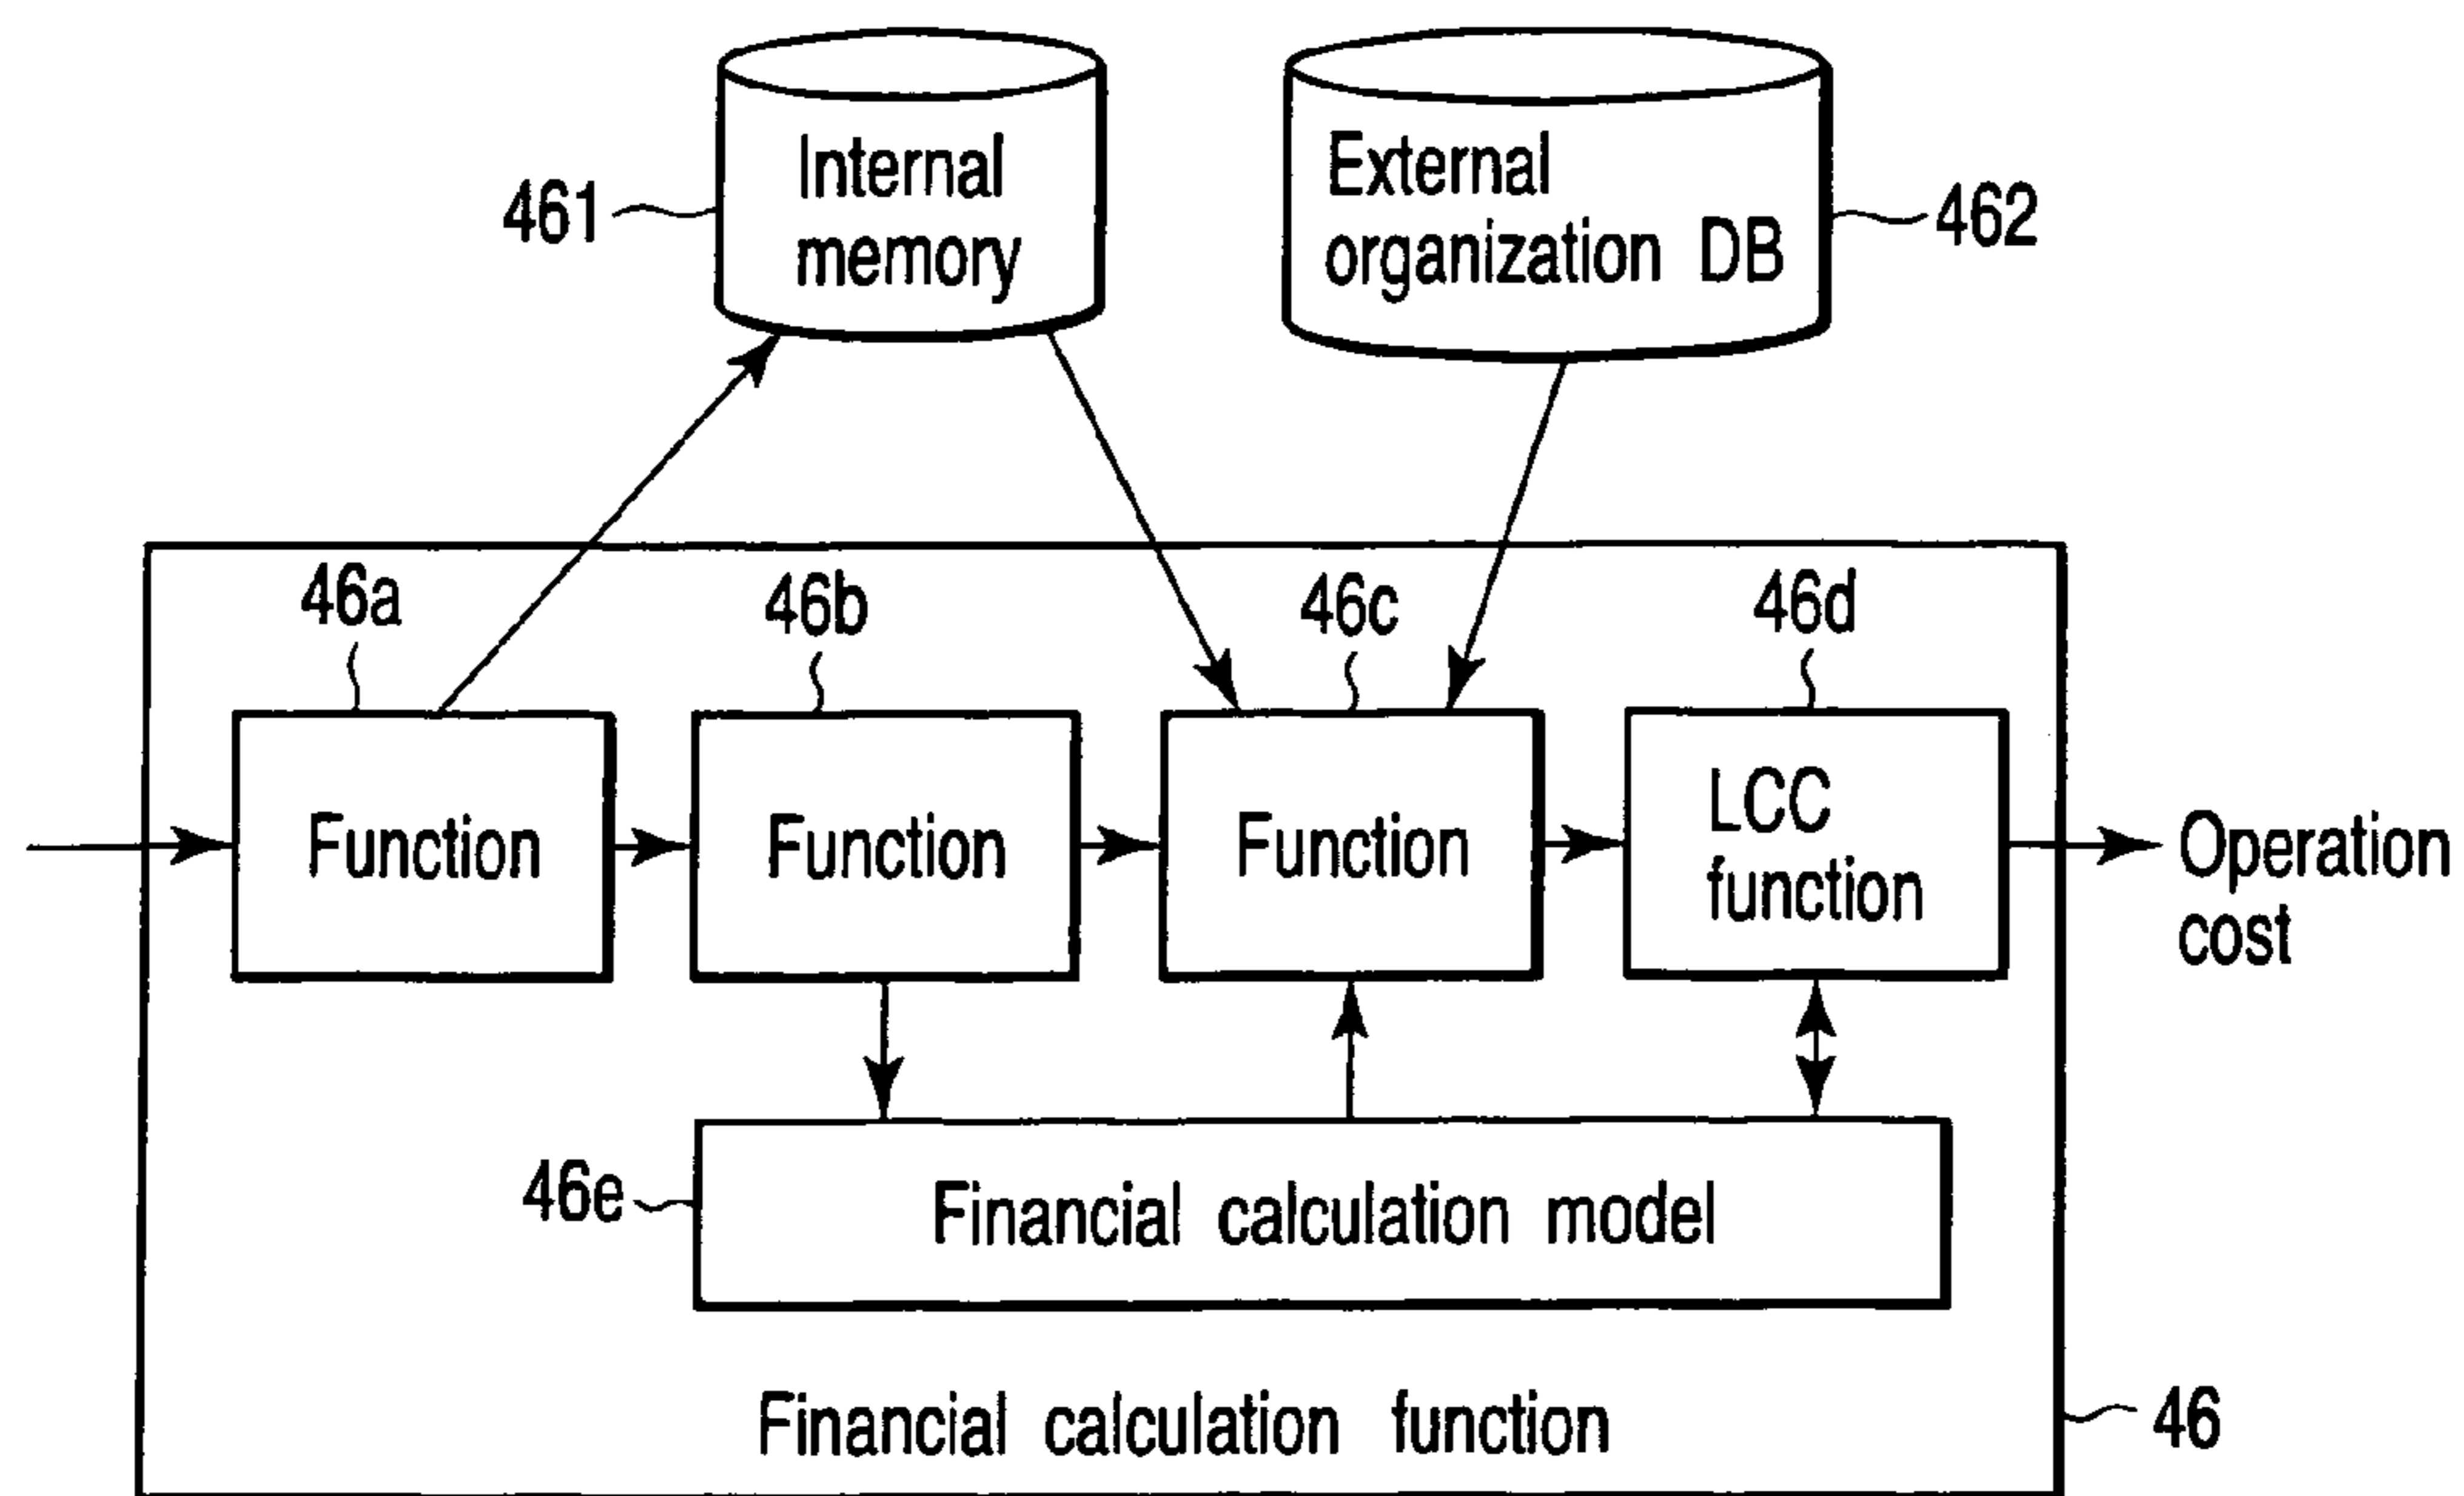 Internal
memory
461
External
organization DB
462
46a
46b
46c
46d
Function
Function
Function
LCC
function
Operation
cost
46e
Financial calculation model
Financial calculation function
46